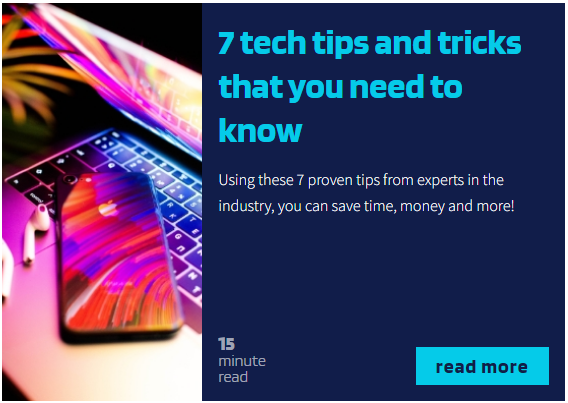 7 tech tips and tricks
that you need to
know
Using these 7 proven tips from experts in the
industry, you can save time, money and more!
15
minute
read
read more